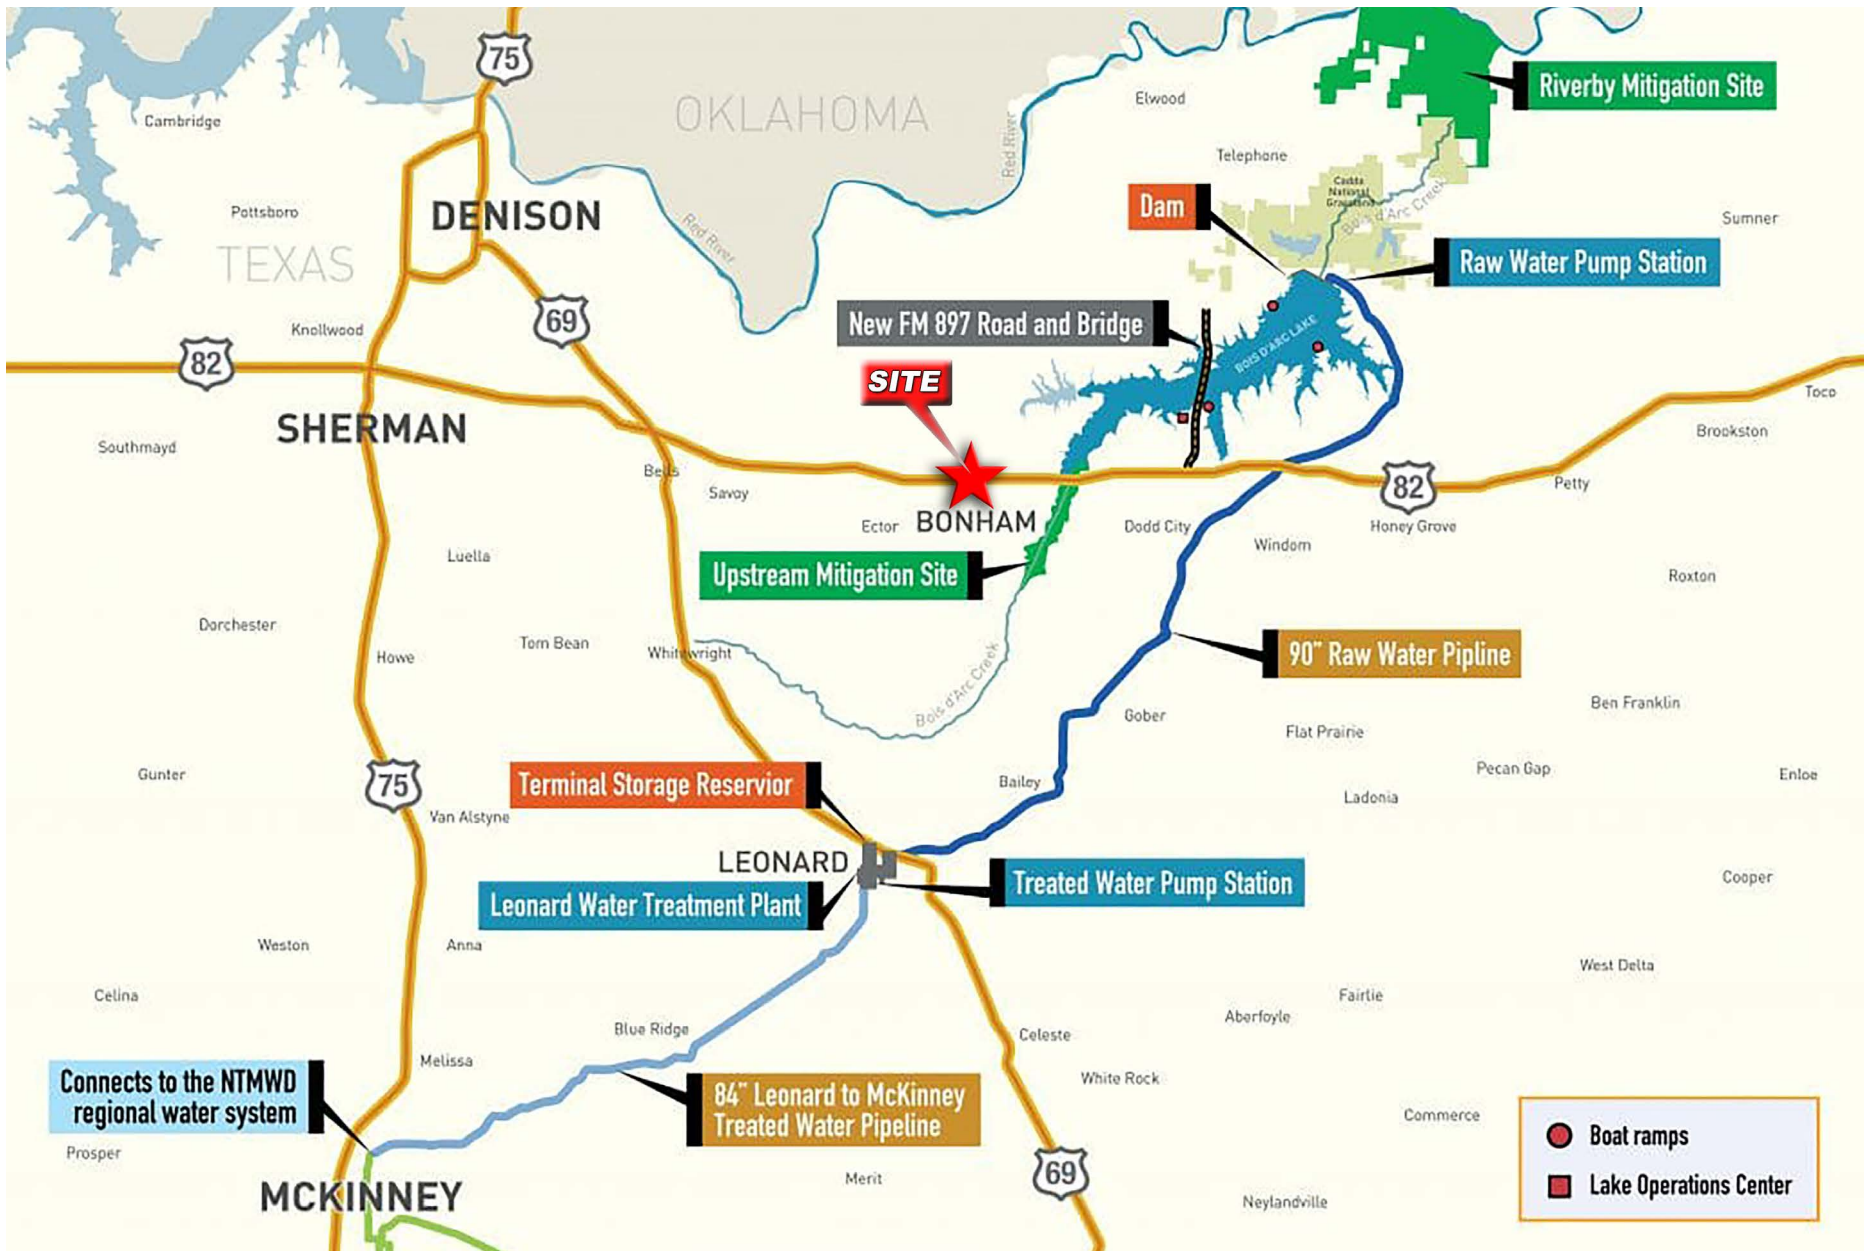 75
Riverby Mitigation Site
Elwood
OKLAHOMA
Cambridge
Red River
Telephone
Caddo
National
Grassland
Dam
Bois d'Arc Creek
Pottsboro
DENISON
Sumner
Red River
TEXAS
Raw Water Pump Station
Knollwood
69
New FM 897 Road and Bridge
BOIS D'ARC LAKE
82
SITE
Toco
SHERMAN
Brookston
Southmayd
Bells
Savoy
82
Petty
Ector
BONHAM
Dodd City
Honey Grove
Windom
Luella
Upstream Mitigation Site
Roxton
Dorchester
Tom Bean
Whitewright
Howe
90" Raw Water Pipline
Bois d'Arc Creek
Ben Franklin
Gober
Flat Prairie
Pecan Gap
Gunter
75
Terminal Storage Reservior
Bailey
Enloe
Ladonia
Van Alstyne
LEONARD
Treated Water Pump Station
Cooper
Leonard Water Treatment Plant
Weston
Anna
West Delta
Celina
Fairlie
Aberfoyle
Blue Ridge
Celeste
Melissa
White Rock
Connects to the NTMWD
regional water system
84" Leonard to McKinney
Treated Water Pipeline
Commerce
Boat ramps
Prosper
69
Merit
Lake Operations Center
MCKINNEY
Neylandville